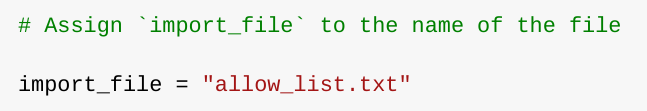 # Assign `import_file` to the name of the file
import_file = "allow_list.txt"